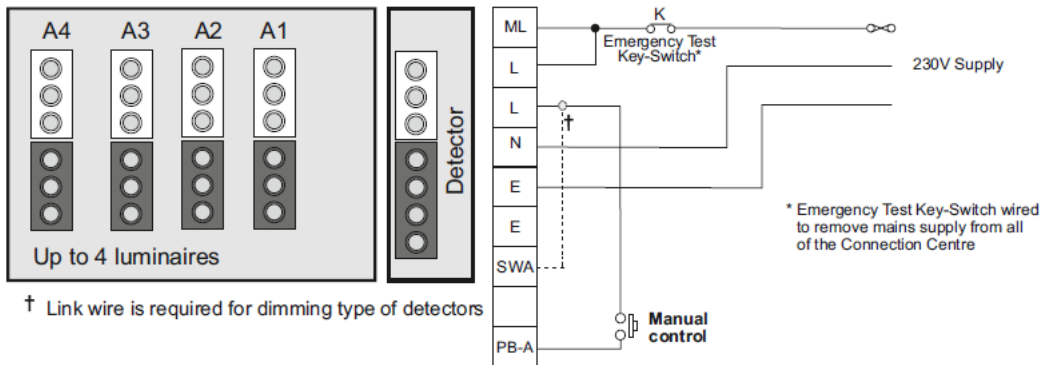 A4 A3 A2 A1
Up to 4 luminaires
Detector
† Link wire is required for dimming type of detectors
ML
L
L
N
E
E
SWA
PB-A
K
Emergency Test
Key-Switch*
†
230V Supply
* Emergency Test Key-Switch wired
to remove mains supply from all
of the Connection Centre
Manual
control